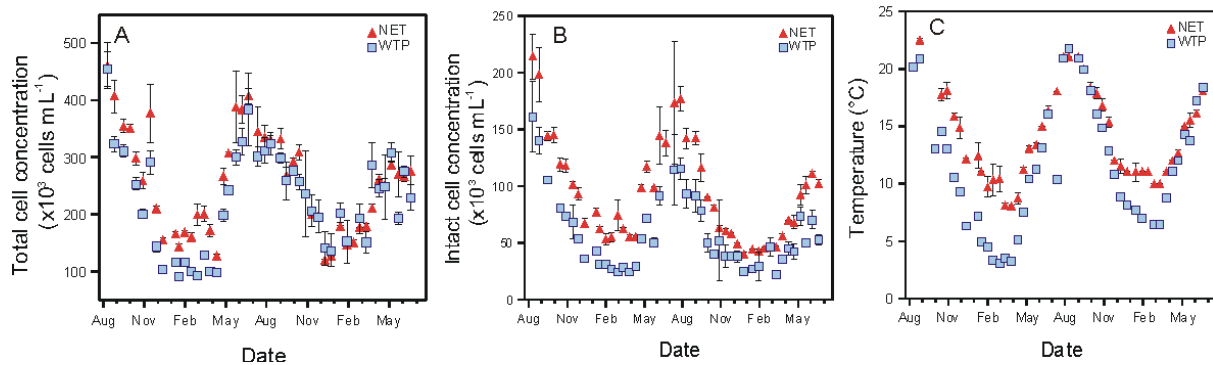 A
NET
WTP
Total cell concentration
(x10³ cells mL⁻¹)
500
400
300
200
100
Aug Nov Feb May Aug Nov Feb May
Date
B
NET
WTP
Intact cell concentration
(x10³ cells mL⁻¹)
250
200
150
100
50
0
Aug Nov Feb May Aug Nov Feb May
Date
C
NET
WTP
Temperature (°C)
25
20
15
10
5
0
Aug Nov Feb May Aug Nov Feb May
Date